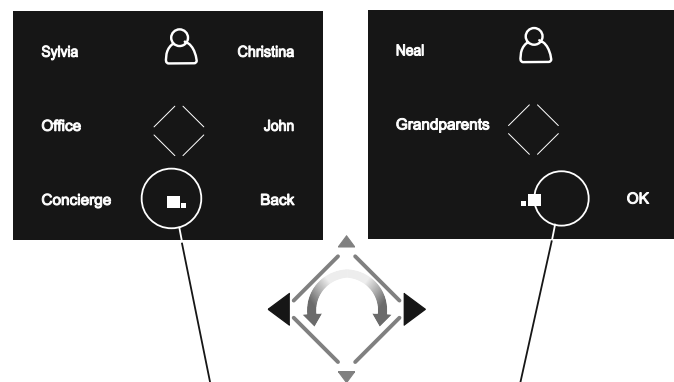 Sylvia
Christina
Office
John
Concierge
Back
Neal
Grandparents
OK